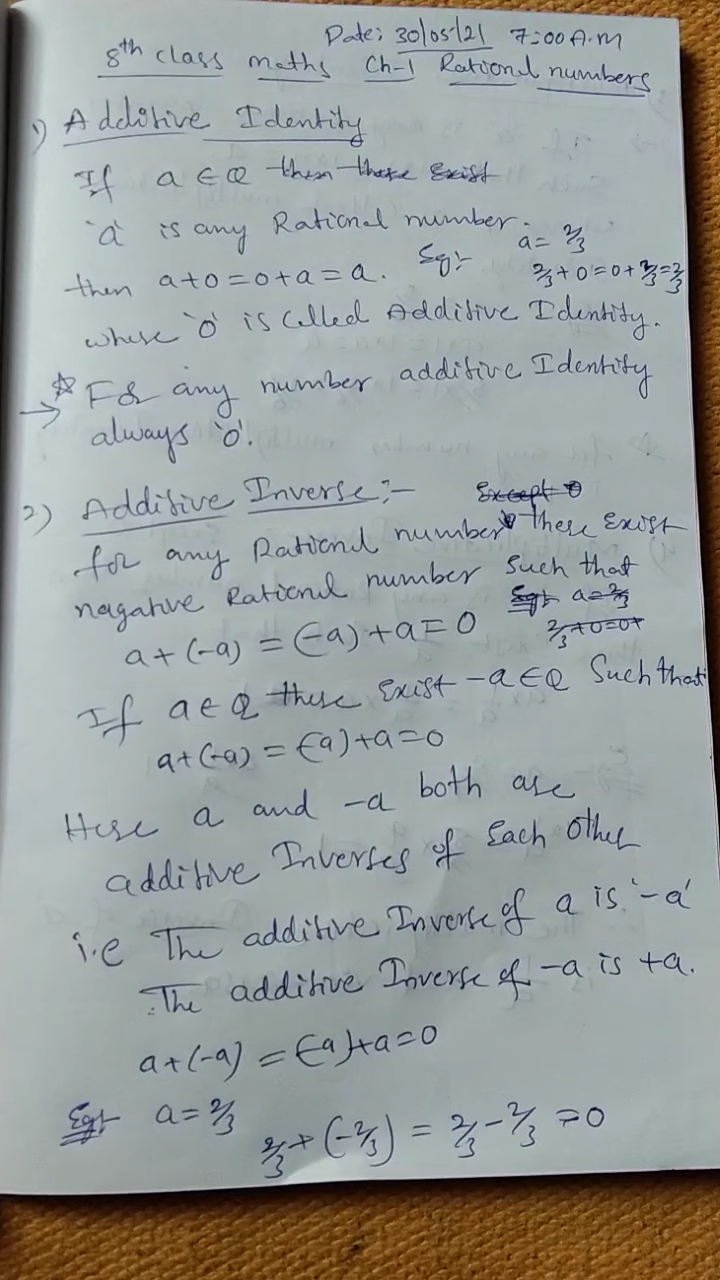 Date: 30/05/21 7:00 A.M
8th class maths Ch-1 Rational numbers
1) Additive Identity
If a ∈ Q then there Exist
'a' is any Rational number.
then a+0=0+a=a. Eg:- a= 2/3
2/3+0=0+2/3=2/3
where '0' is Called Additive Identity.
☆ → For any number additive Identity
always '0'.
2) Additive Inverse:- Except 0
for any Rational number there Exist
nagative Rational number Such that
a+(-a) = (-a)+a=0 Eg:- a=2/3
2/3+0=0+
If a ∈ Q there Exist -a ∈ Q Such that
a+(-a) = (-a)+a=0
Here a and -a both are
additive Inverses of Each other
i.e The additive Inverse of a is '-a'
The additive Inverse of -a is +a.
a+(-a) = (-a)+a=0
Eg:- a=2/3 2/3+(-2/3) = 2/3-2/3=0